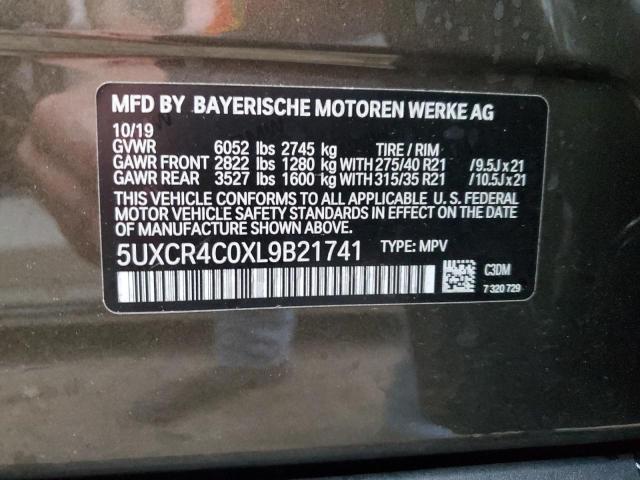 MFD BY BAYERISCHE MOTOREN WERKE AG
10/19
GVWR 6052 lbs 2745 kg TIRE / RIM
GAWR FRONT 2822 lbs 1280 kg WITH 275/40 R21 /9.5J x 21
GAWR REAR 3527 lbs 1600 kg WITH 315/35 R21 /10.5J x 21
THIS VEHICLE CONFORMS TO ALL APPLICABLE U. S. FEDERAL
MOTOR VEHICLE SAFETY STANDARDS IN EFFECT ON THE DATE
OF MANUFACTURE SHOWN ABOVE.
5UXCR4C0XL9B21741 TYPE: MPV
C3DM
7 320 729